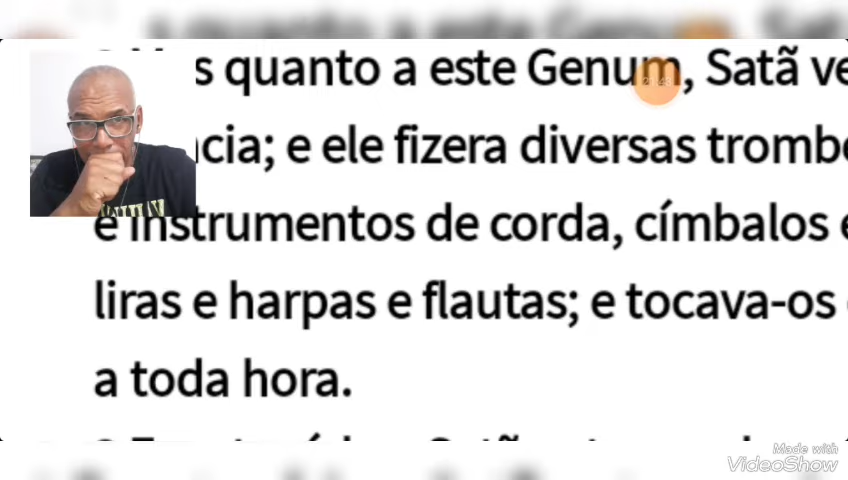 s quanto a este Genum, Satã ve
cia; e ele fizera diversas trombe
e instrumentos de corda, címbalos e
liras e harpas e flautas; e tocava-os
a toda hora.
Made with
VideoShow